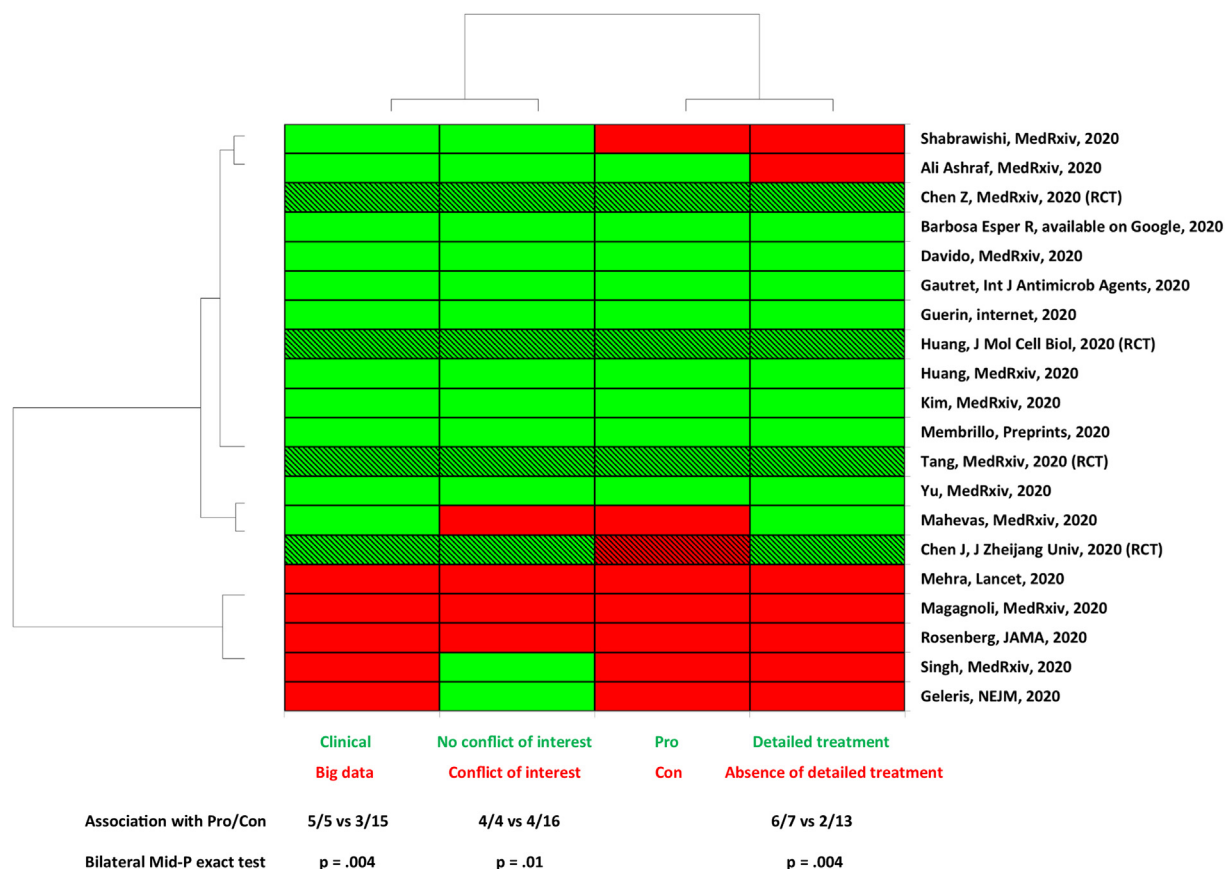 Shabrawishi, MedRxiv, 2020
Ali Ashraf, MedRxiv, 2020
Chen Z, MedRxiv, 2020 (RCT)
Barbosa Esper R, available on Google, 2020
Davido, MedRxiv, 2020
Gautret, Int J Antimicrob Agents, 2020
Guerin, internet, 2020
Huang, J Mol Cell Biol, 2020 (RCT)
Huang, MedRxiv, 2020
Kim, MedRxiv, 2020
Membrillo, Preprints, 2020
Tang, MedRxiv, 2020 (RCT)
Yu, MedRxiv, 2020
Mahevas, MedRxiv, 2020
Chen J, J Zheijang Univ, 2020 (RCT)
Mehra, Lancet, 2020
Magagnoli, MedRxiv, 2020
Rosenberg, JAMA, 2020
Singh, MedRxiv, 2020
Geleris, NEJM, 2020
Clinical No conflict of interest Pro Detailed treatment
Big data Conflict of interest Con Absence of detailed treatment
Association with Pro/Con 5/5 vs 3/15 4/4 vs 4/16 6/7 vs 2/13
Bilateral Mid-P exact test p = .004 p = .01 p = .004